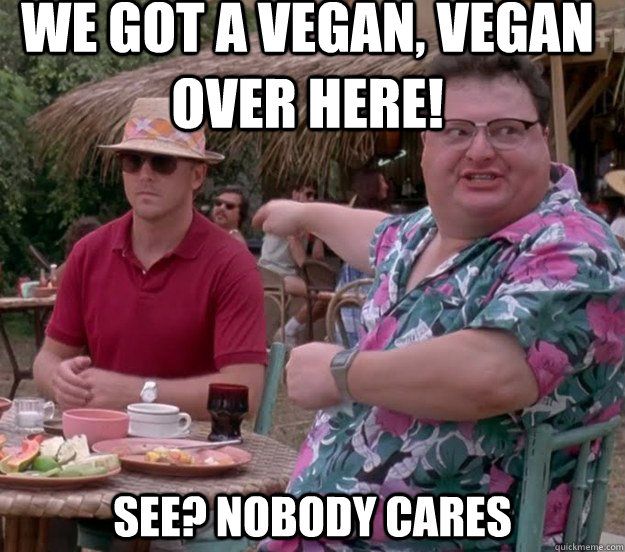 WE GOT A VEGAN, VEGAN
OVER HERE!
SEE? NOBODY CARES
quickmeme.com